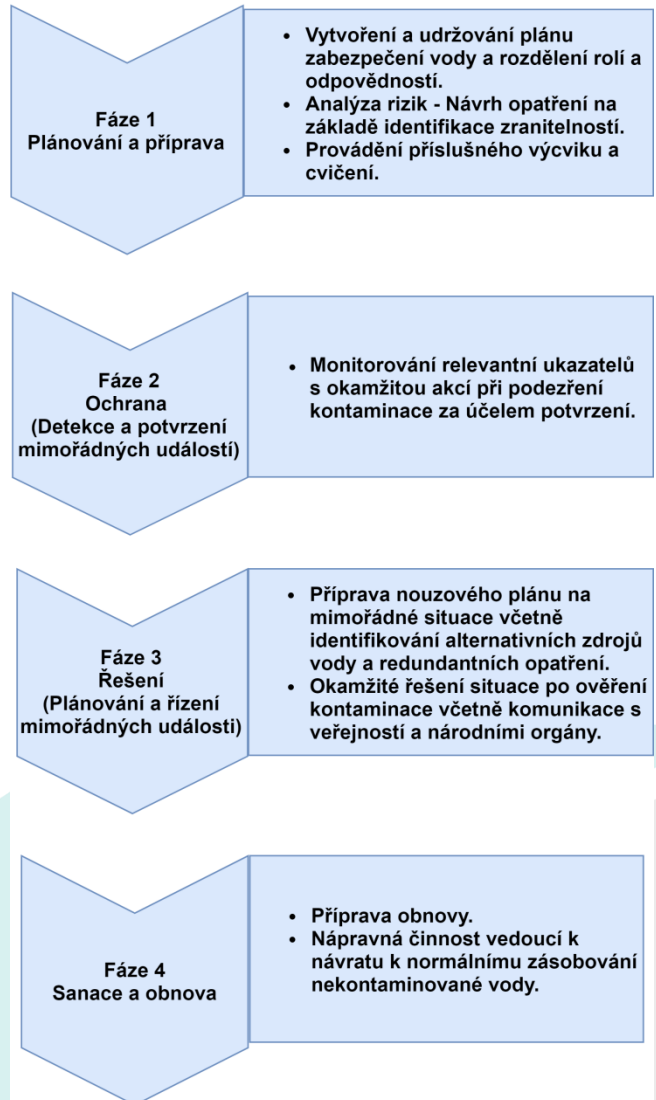 Fáze 1
Plánování a příprava
• Vytvoření a udržování plánu
zabezpečení vody a rozdělení rolí a
odpovědností.
• Analýza rizik - Návrh opatření na
základě identifikace zranitelností.
• Provádění příslušného výcviku a
cvičení.
Fáze 2
Ochrana
(Detekce a potvrzení
mimořádných událostí)
• Monitorování relevantní ukazatelů
s okamžitou akcí při podezření
kontaminace za účelem potvrzení.
Fáze 3
Řešení
(Plánování a řízení
mimořádných události)
• Příprava nouzového plánu na
mimořádné situace včetně
identifikování alternativních zdrojů
vody a redundantních opatření.
• Okamžité řešení situace po ověření
kontaminace včetně komunikace s
veřejností a národními orgány.
Fáze 4
Sanace a obnova
• Příprava obnovy.
• Nápravná činnost vedoucí k
návratu k normálnímu zásobování
nekontaminované vody.